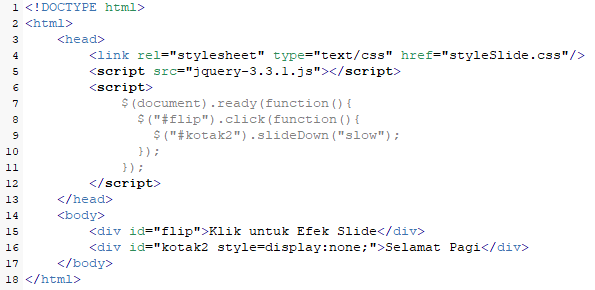 1 <!DOCTYPE html>
2 <html>
3 <head>
4 <link rel="stylesheet" type="text/css" href="styleSlide.css"/>
5 <script src="jquery-3.3.1.js"></script>
6 <script>
7 $(document).ready(function(){
8 $("#flip").click(function(){
9 $("#kotak2").slideDown("slow");
10 });
11 });
12 </script>
13 </head>
14 <body>
15 <div id="flip">Klik untuk Efek Slide</div>
16 <div id="kotak2 style=display:none;">Selamat Pagi</div>
17 </body>
18 </html>